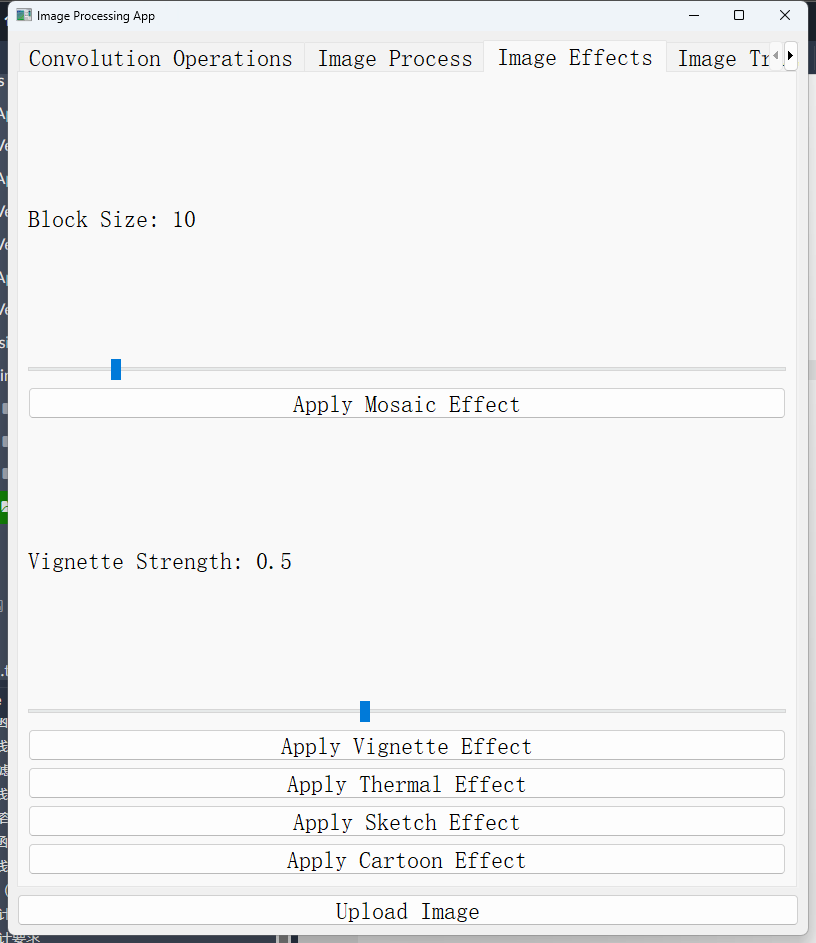 Image Processing App
Convolution Operations
Image Process
Image Effects
Image Tr
Block Size: 10
Apply Mosaic Effect
Vignette Strength: 0.5
Apply Vignette Effect
Apply Thermal Effect
Apply Sketch Effect
Apply Cartoon Effect
Upload Image